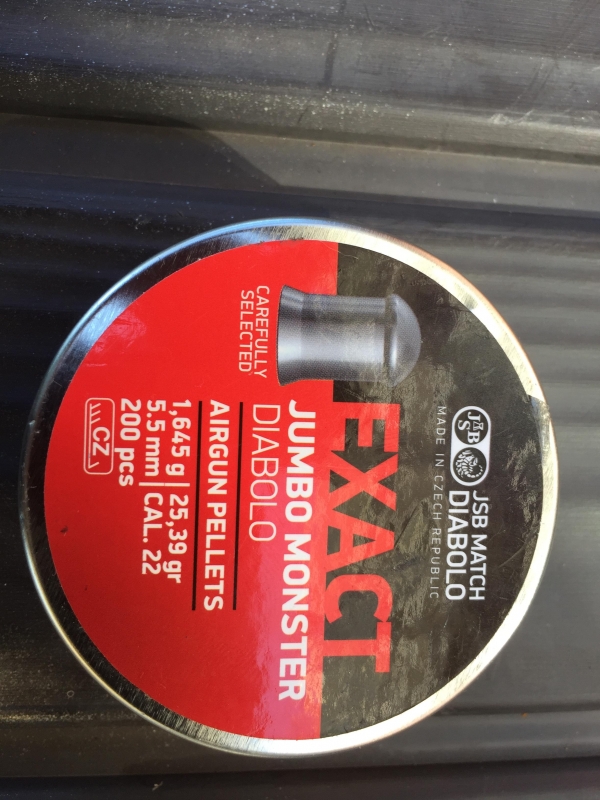 JSB
JSB MATCH
DIABOLO
MADE IN CZECH REPUBLIC
EXACT
JUMBO MONSTER
DIABOLO
CAREFULLY
SELECTED
AIRGUN PELLETS
1,645 g | 25,39 gr
5.5 mm | CAL. 22
200 pcs
CZ